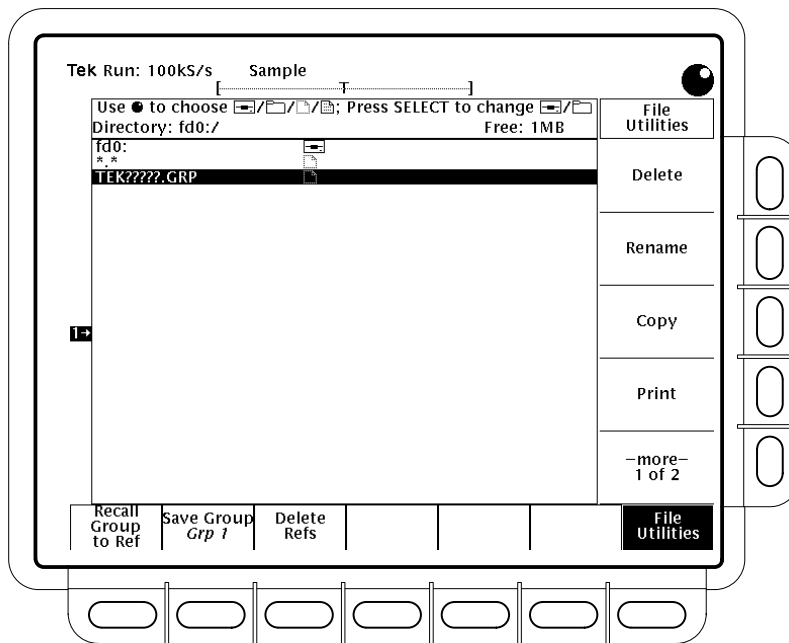 Tek Run: 100kS/s Sample
[ T ]
Use to choose / / / ; Press SELECT to change /
Directory: fd0:/ Free: 1MB
fd0:
*.*
TEK?????.GRP
1→
File
Utilities
Delete
Rename
Copy
Print
–more–
1 of 2
Recall
Group
to Ref
Save Group
Grp 1
Delete
Refs
File
Utilities